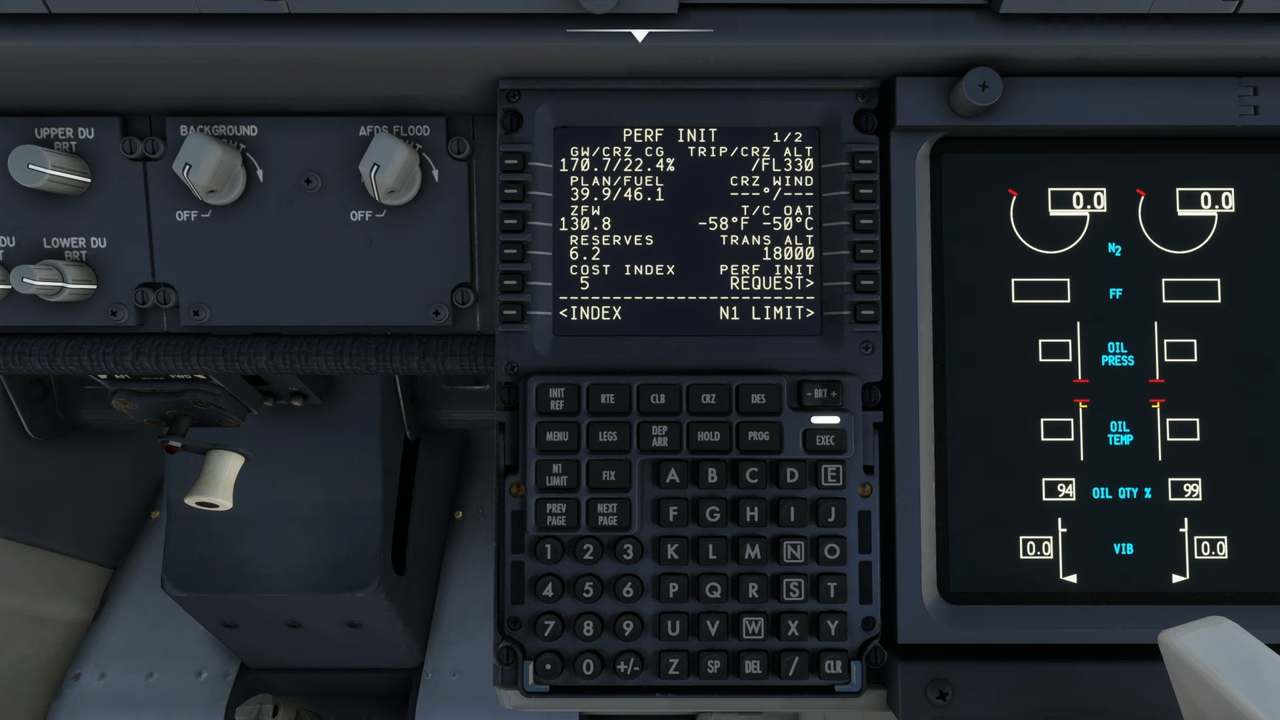 UPPER DU
BRT
BACKGROUND
OFF
AFDS FLOOD
OFF
DU
LOWER DU
BRT
PERF INIT 1/2
GW/CRZ CG TRIP/CRZ ALT
170.7/22.4% /FL330
PLAN/FUEL CRZ WIND
39.9/46.1 ---°/---
ZFW T/C OAT
130.8 -58°F -50°C
RESERVES TRANS ALT
6.2 18000
COST INDEX PERF INIT
5 REQUEST>
--------------------------
<INDEX N1 LIMIT>
INIT REF
RTE
CLB
CRZ
DES
- BRT +
MENU
LEGS
DEP ARR
HOLD
PROG
EXEC
N1 LIMIT
FIX
PREV PAGE
NEXT PAGE
A B C D E
F G H I J
1 2 3 K L M N O
4 5 6 P Q R S T
7 8 9 U V W X Y
. 0 +/- Z SP DEL / CLR
0.0 0.0
N2
FF
OIL
PRESS
OIL
TEMP
94 OIL QTY % 99
0.0 VIB 0.0